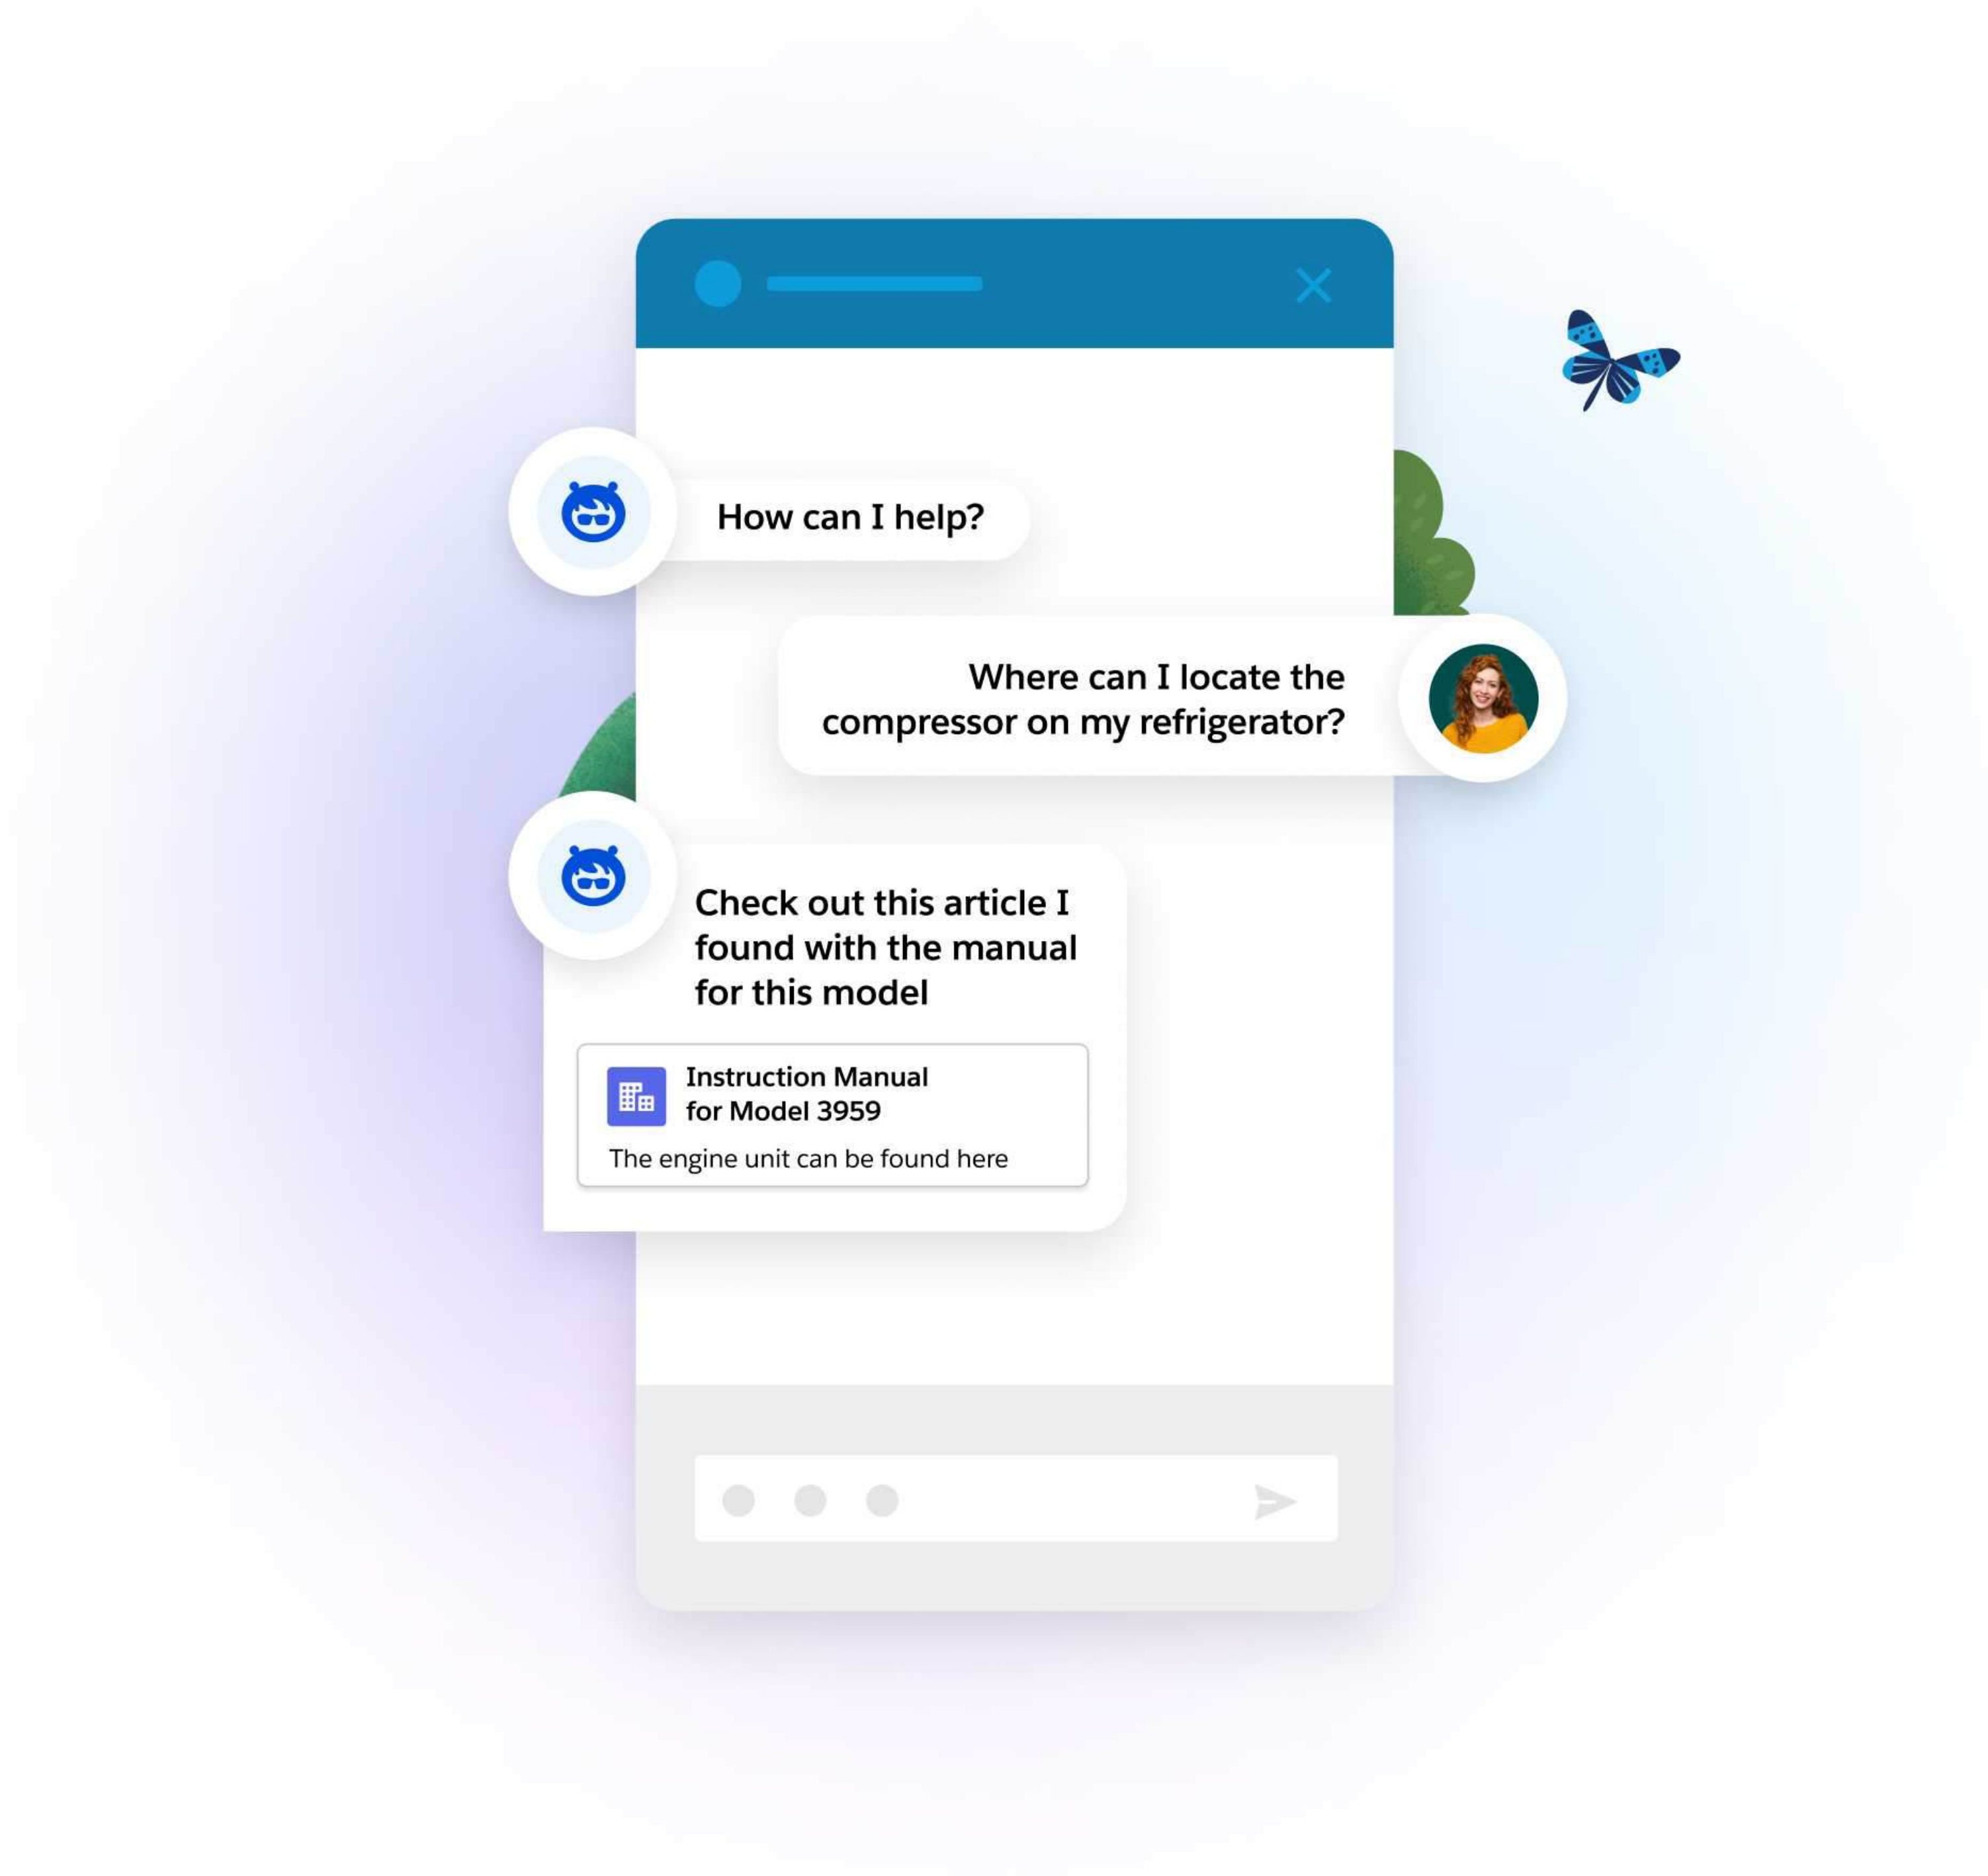 How can I help?
Where can I locate the
compressor on my refrigerator?
Check out this article I
found with the manual
for this model
Instruction Manual
for Model 3959
The engine unit can be found here